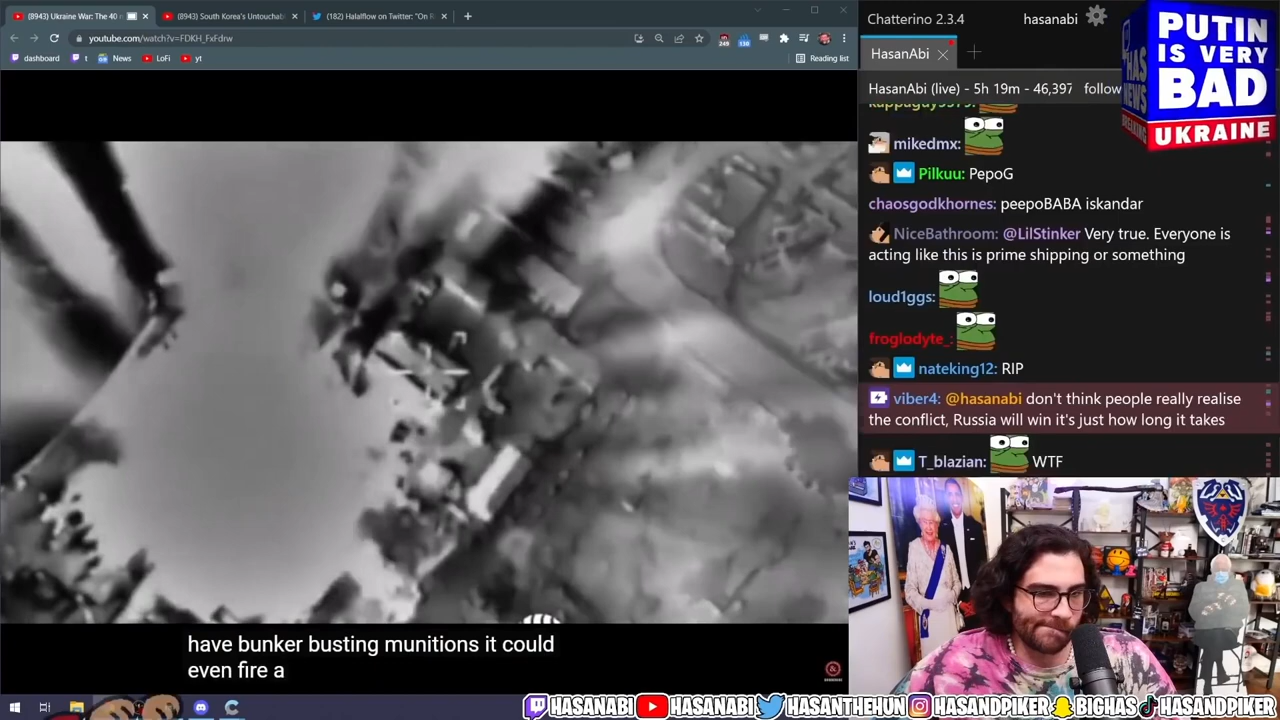 (8943) Ukraine War: The 40
(8943) South Korea's Untouchab
(182) Halalflow on Twitter: "On R
youtube.com/watch?v=FDKH_FxFdrw
249
130
dashboard
t
News
LoFi
yt
Reading list
have bunker busting munitions it could
even fire a
Chatterino 2.3.4
hasanabi
HasanAbi
HasanAbi (live) - 5h 19m - 46,397
follow
PUTIN
IS VERY
BAD
HAS
NEWS
BREAKING
UKRAINE
mikedmx:
Pilkuu: PepoG
chaosgodkhornes: peepoBABA iskandar
NiceBathroom: @LilStinker Very true. Everyone is
acting like this is prime shipping or something
loud1ggs:
froglodyte_:
nateking12: RIP
viber4: @hasanabi don't think people really realise
the conflict, Russia will win it's just how long it takes
T_blazian: WTF
HASANABI
HASANABI
HASANTHEHUN
HASANDPIKER
BIGHAS
HASANDPIKER